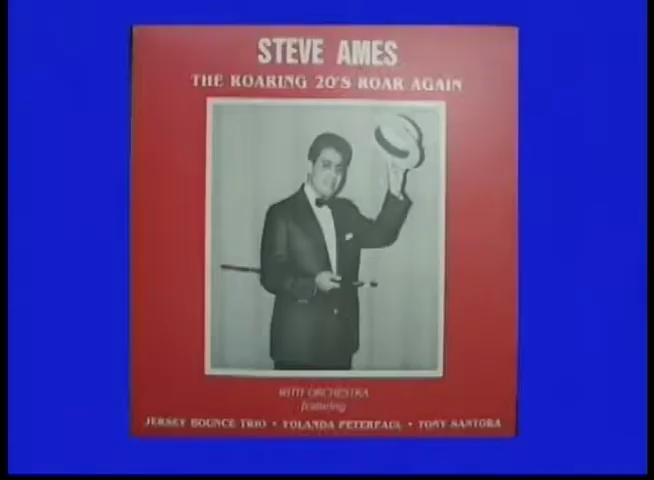 STEVE AMES
THE ROARING 20'S ROAR AGAIN
WITH ORCHESTRA
featuring
JERSEY BOUNCE TRIO • YOLANDA PETERPAUL • TONY SANTORA